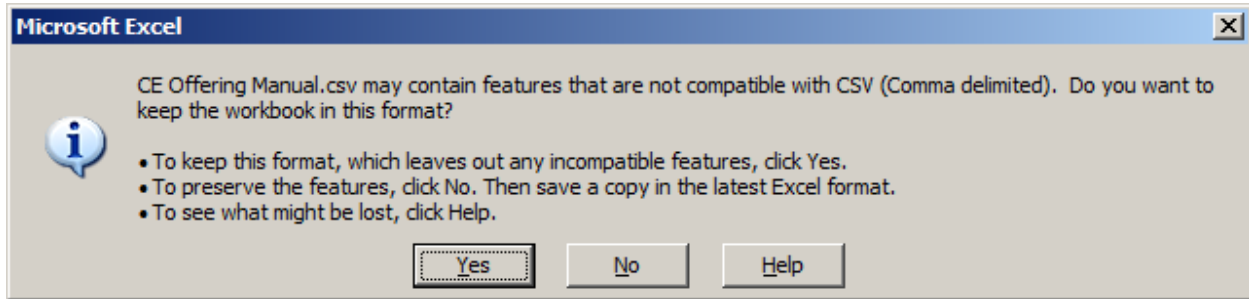 Microsoft Excel
CE Offering Manual.csv may contain features that are not compatible with CSV (Comma delimited).  Do you want to
keep the workbook in this format?
• To keep this format, which leaves out any incompatible features, click Yes.
• To preserve the features, click No. Then save a copy in the latest Excel format.
• To see what might be lost, click Help.
Yes No Help